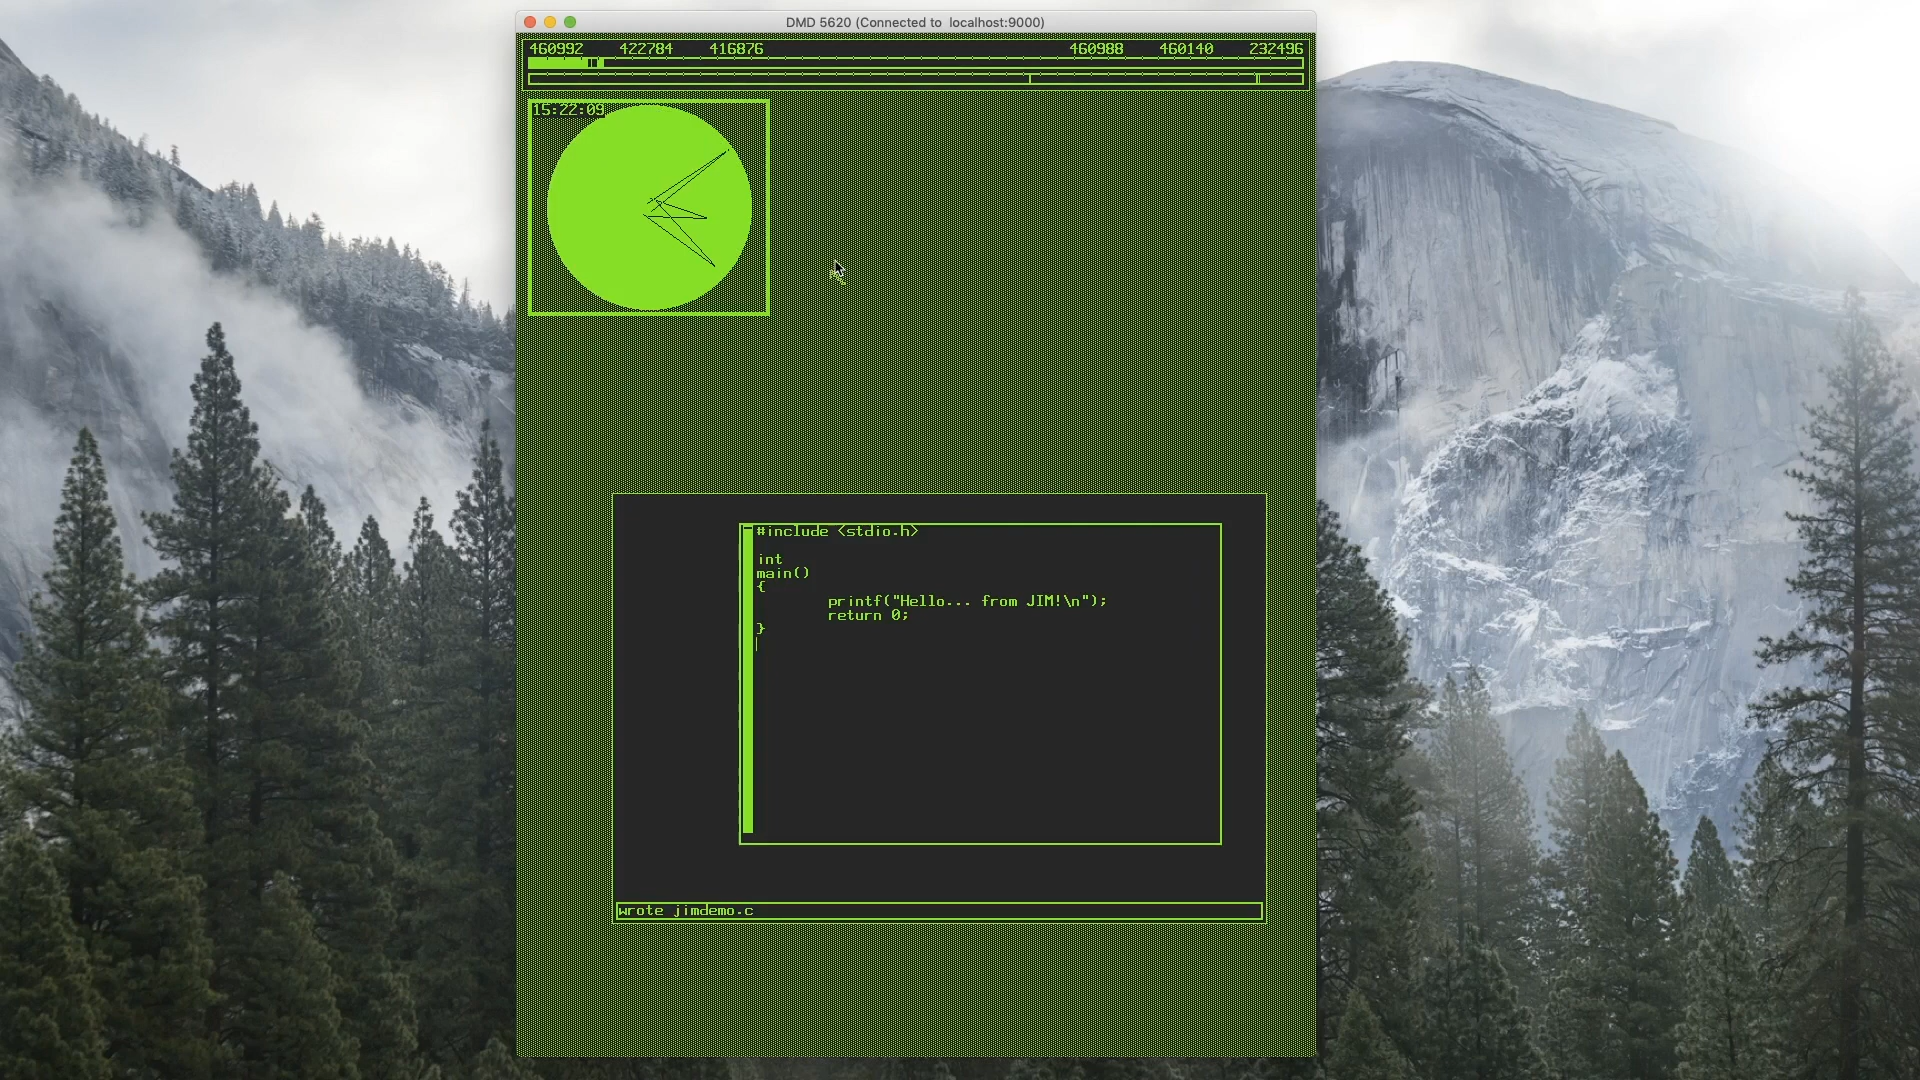 DMD 5620 (Connected to  localhost:9000)
460992    422784    416876    460988    460140    232496
15:22:09
#include <stdio.h>
int
main()
{
        printf("Hello... from JIM!\n");
        return 0;
}
wrote jimdemo.c